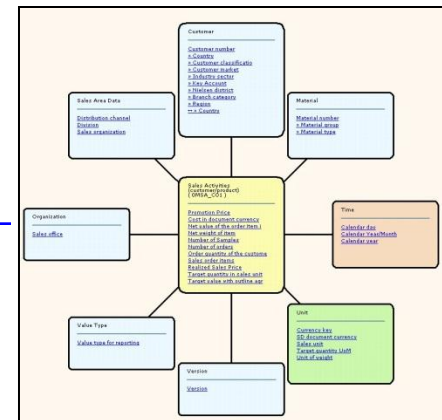 Customer
Customer number
» Country
» Customer classificatio
» Customer market
» Industry sector
» Key Account
» Nielsen district
» Branch category
» Region
» Country
Sales Area Data
Distribution channel
Division
Sales organization
Material
Material number
» Material group
» Material type
Sales Activities
(customer/product)
( 0MSA_C01 )
Promotion Price
Cost in document currency
Net value of the order item i
Net weight of item
Number of Samples
Number of orders
Order quantity of the custome
Sales order items
Realized Sales Price
Target quantity in sales unit
Target value with outline agr
Organization
Sales office
Time
Calendar day
Calendar Year/Month
Calendar year
Value Type
Value type for reporting
Version
Version
Unit
Currency key
SD document currency
Sales unit
Target quantity UoM
Unit of weight